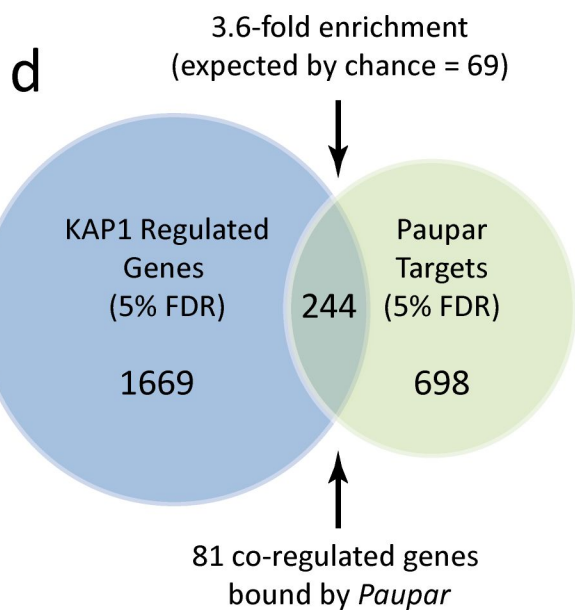 d
3.6-fold enrichment
(expected by chance = 69)
KAP1 Regulated
Genes
(5% FDR)
1669
244
Paupar
Targets
(5% FDR)
698
81 co-regulated genes
bound by Paupar